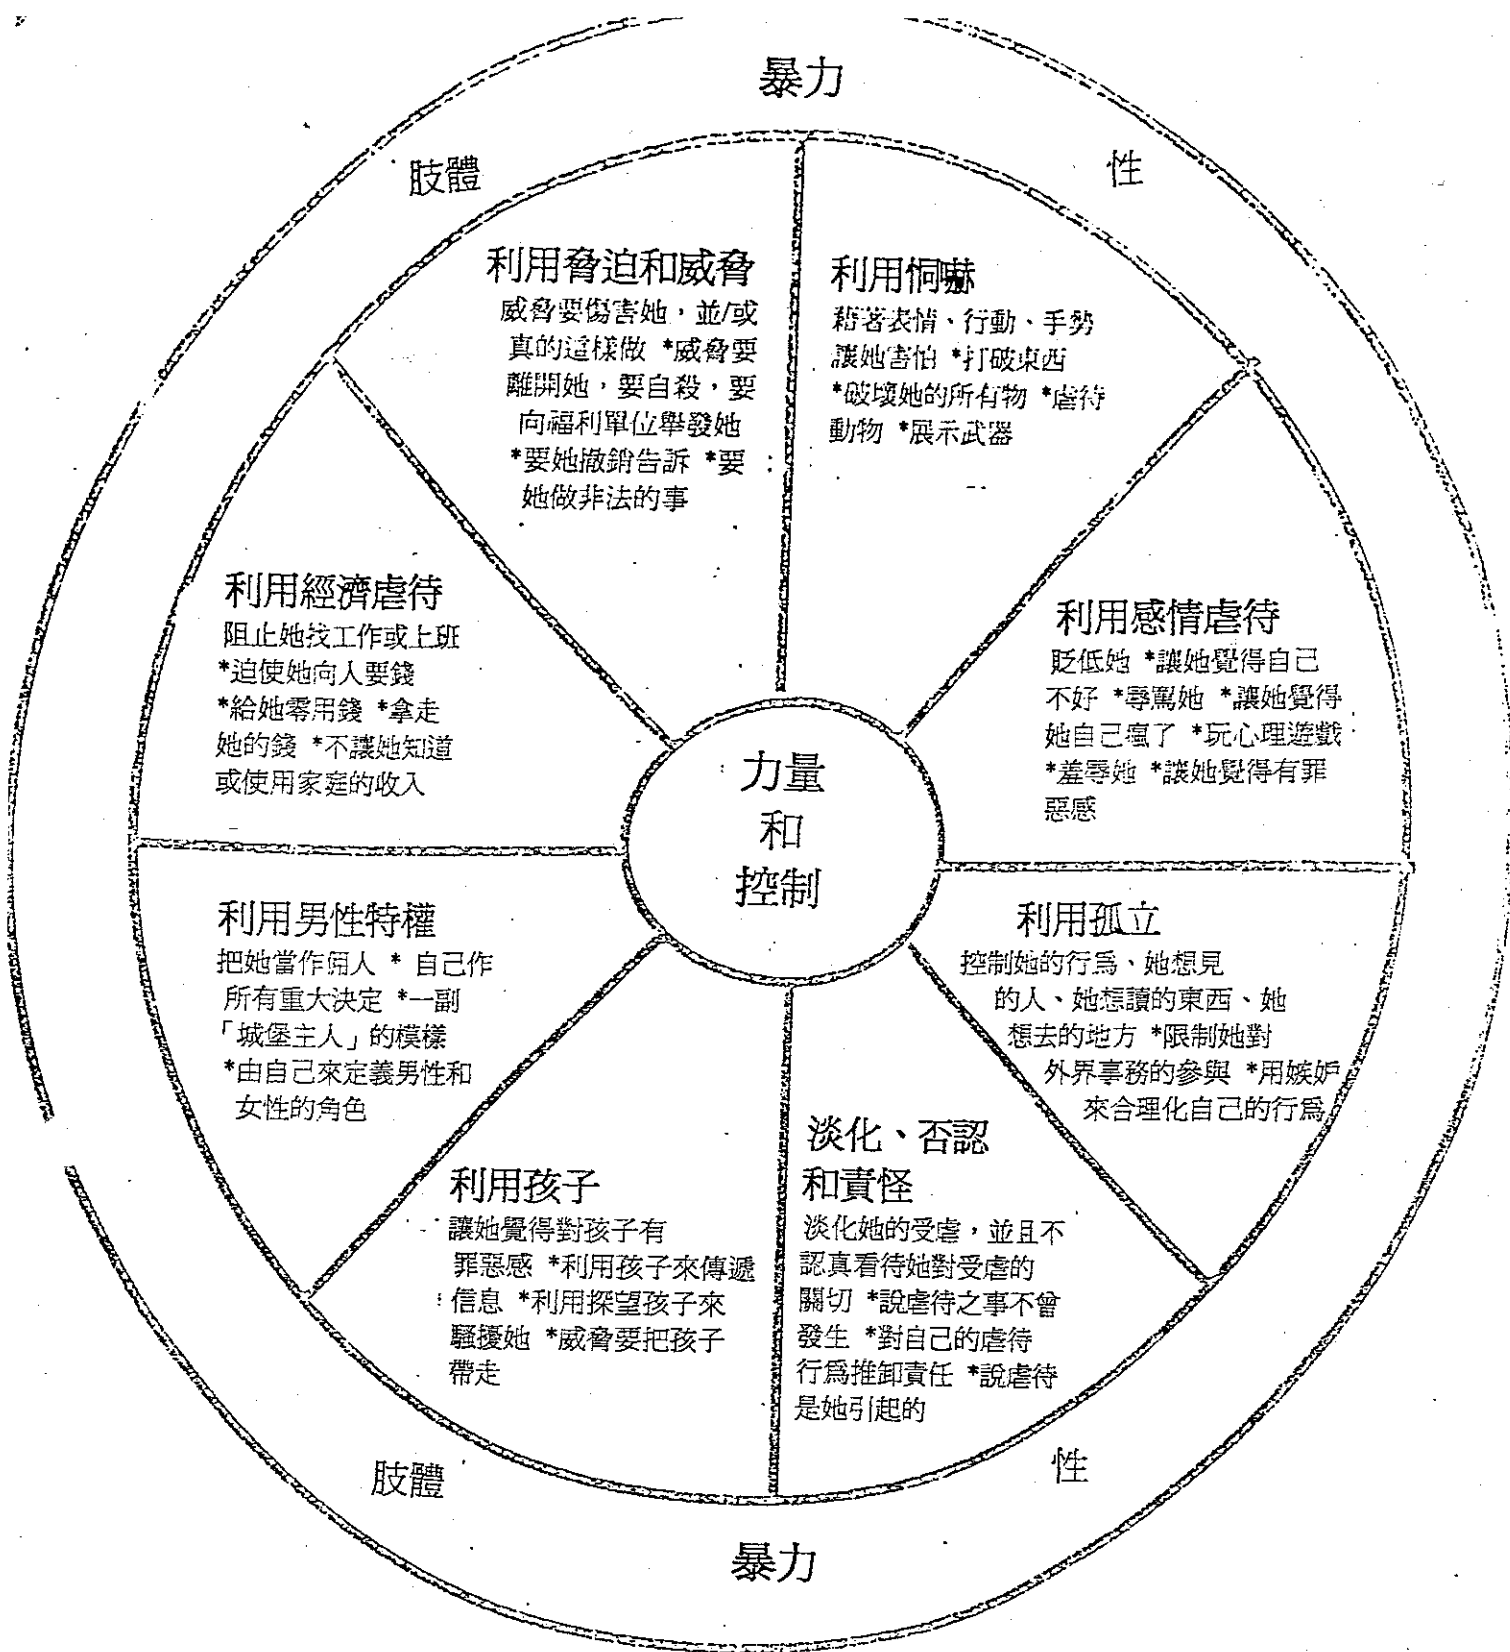 暴力
肢體
性
利用脅迫和威脅
威脅要傷害她，並/或
真的這樣做 *威脅要
離開她，要自殺，要
向福利單位舉發她
*要她撤銷告訴 *要
她做非法的事
利用恫嚇
藉著表情、行動、手勢
讓她害怕 *打破東西
*破壞她的所有物 *虐待
動物 *展示武器
利用經濟虐待
阻止她找工作或上班
*迫使她向人要錢
*給她零用錢 *拿走
她的錢 *不讓她知道
或使用家庭的收入
利用感情虐待
貶低她 *讓她覺得自己
不好 *辱罵她 *讓她覺得
她自己瘋了 *玩心理遊戲
*羞辱她 *讓她覺得有罪
惡感
力量
和
控制
利用男性特權
把她當作佣人 * 自己作
所有重大決定 *一副
「城堡主人」的模樣
*由自己來定義男性和
女性的角色
利用孤立
控制她的行為、她想見
的人、她想讀的東西、她
想去的地方 *限制她對
外界事務的參與 *用嫉妒
來合理化自己的行為
利用孩子
讓她覺得對孩子有
罪惡感 *利用孩子來傳遞
信息 *利用探望孩子來
騷擾她 *威脅要把孩子
帶走
淡化、否認
和責怪
淡化她的受虐，並且不
認真看待她對受虐的
關切 *說虐待之事不曾
發生 *對自己的虐待
行為推卸責任 *說虐待
是她引起的
肢體
性
暴力